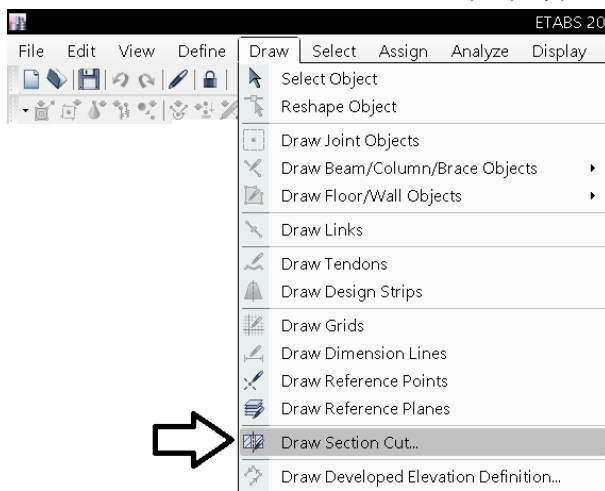 ETABS 20
File Edit View Define Draw Select Assign Analyze Display
Select Object
Reshape Object
Draw Joint Objects
Draw Beam/Column/Brace Objects
Draw Floor/Wall Objects
Draw Links
Draw Tendons
Draw Design Strips
Draw Grids
Draw Dimension Lines
Draw Reference Points
Draw Reference Planes
Draw Section Cut...
Draw Developed Elevation Definition...